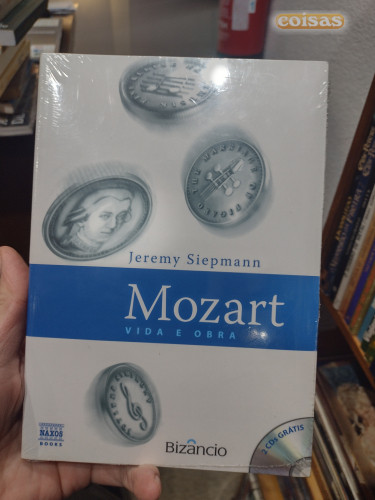 coisas
Jeremy Siepmann
Mozart
VIDA E OBRA
NAXOS
BOOKS
Bizâncio
2 CDs GRÁTIS